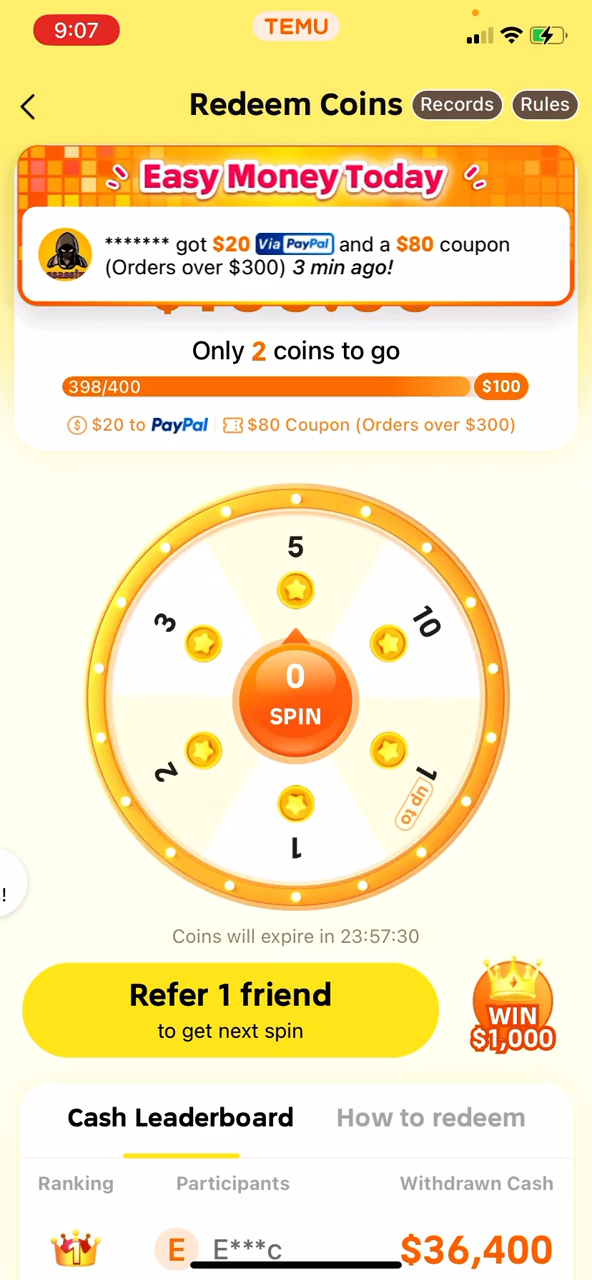 9:07
TEMU
Redeem Coins
Records
Rules
Easy Money Today
******* got $20 Via PayPal and a $80 coupon
(Orders over $300) 3 min ago!
Only 2 coins to go
398/400
$100
$20 to PayPal
$80 Coupon (Orders over $300)
5
3
10
0
SPIN
2
up to 1
1
!
Coins will expire in 23:57:30
Refer 1 friend
to get next spin
WIN
$1,000
Cash Leaderboard
How to redeem
Ranking
Participants
Withdrawn Cash
1
E
E***c
$36,400